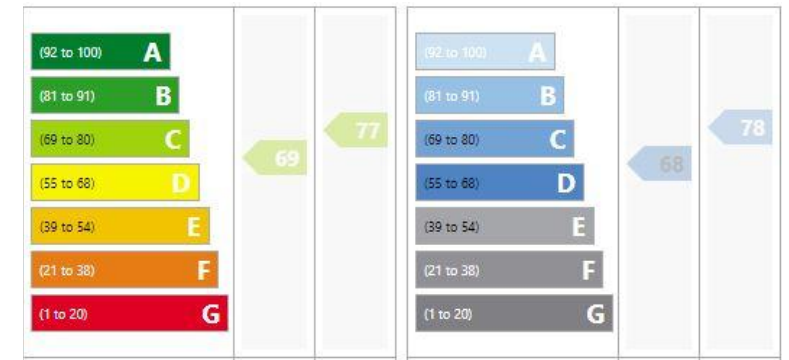 (92 to 100) A
(81 to 91) B
(69 to 80) C
(55 to 68) D
(39 to 54) E
(21 to 38) F
(1 to 20) G
69
77
(92 to 100) A
(81 to 91) B
(69 to 80) C
(55 to 68) D
(39 to 54) E
(21 to 38) F
(1 to 20) G
68
78